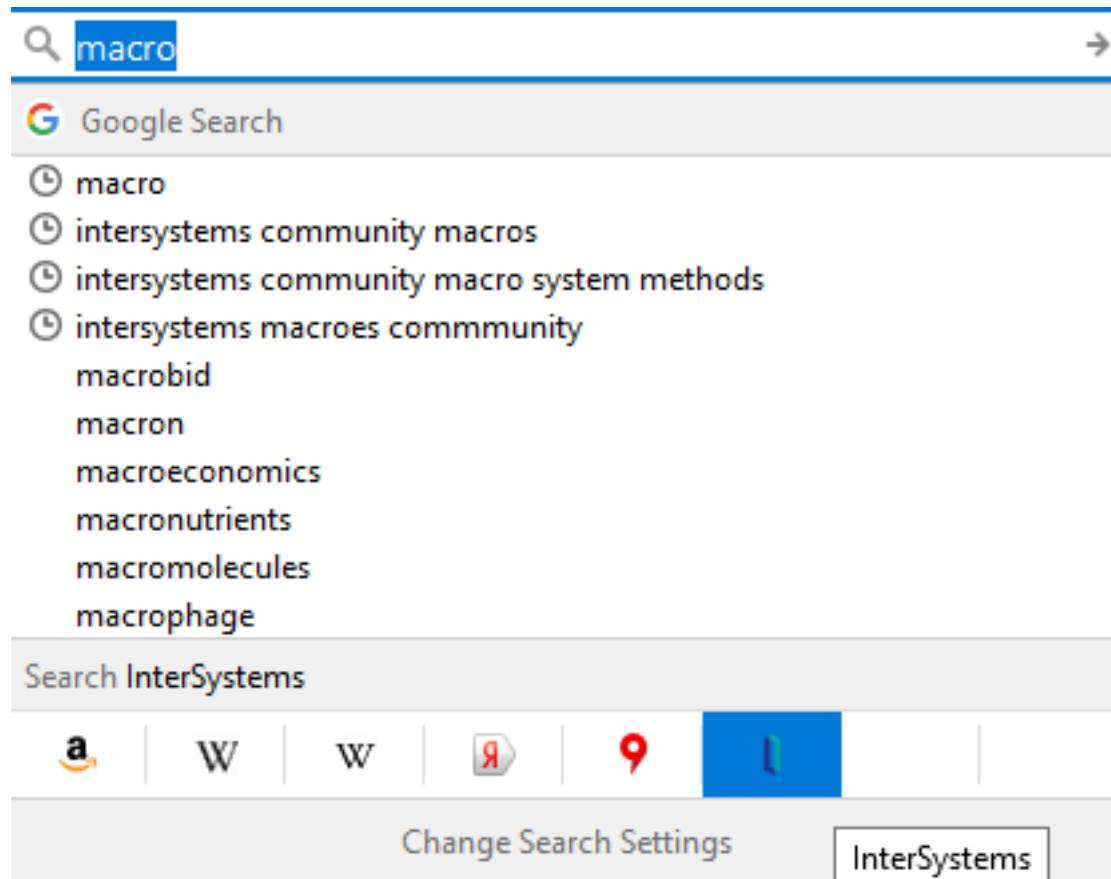 macro
Google Search
macro
intersystems community macros
intersystems community macro system methods
intersystems macroes commmunity
macrobid
macron
macroeconomics
macronutrients
macromolecules
macrophage
Search InterSystems
a W W Я
Change Search Settings
InterSystems